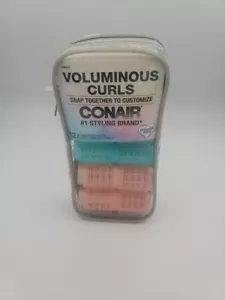 VOLUMINOUS
CURLS
SNAP TOGETHER TO CUSTOMIZE
CONAIR
#1 STYLING BRAND